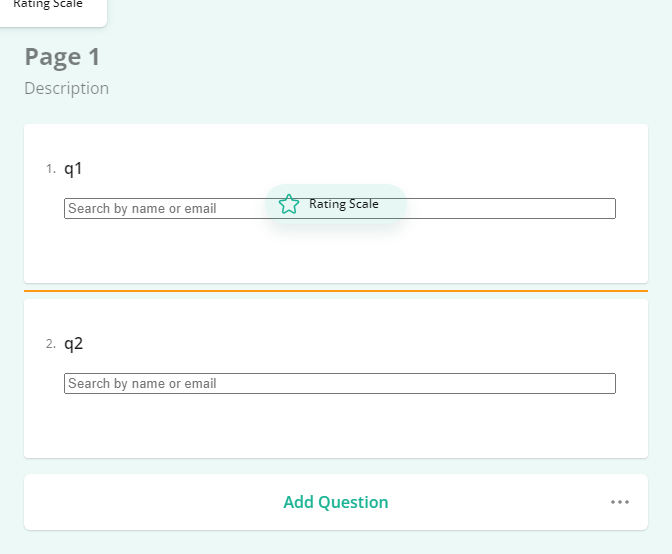 Rating Scale
Page 1
Description
1. q1
Search by name or email
Rating Scale
2. q2
Search by name or email
Add Question